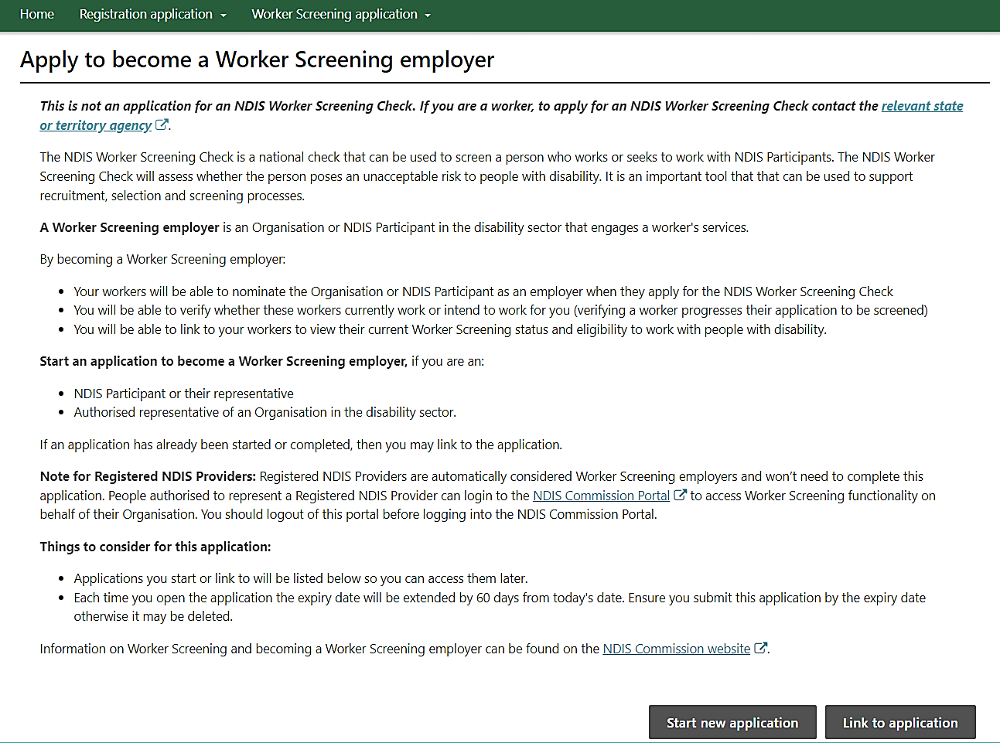 Home Registration application Worker Screening application
Apply to become a Worker Screening employer
This is not an application for an NDIS Worker Screening Check. If you are a worker, to apply for an NDIS Worker Screening Check contact the relevant state
or territory agency.
The NDIS Worker Screening Check is a national check that can be used to screen a person who works or seeks to work with NDIS Participants. The NDIS Worker
Screening Check will assess whether the person poses an unacceptable risk to people with disability. It is an important tool that that can be used to support
recruitment, selection and screening processes.
A Worker Screening employer is an Organisation or NDIS Participant in the disability sector that engages a worker's services.
By becoming a Worker Screening employer:
• Your workers will be able to nominate the Organisation or NDIS Participant as an employer when they apply for the NDIS Worker Screening Check
• You will be able to verify whether these workers currently work or intend to work for you (verifying a worker progresses their application to be screened)
• You will be able to link to your workers to view their current Worker Screening status and eligibility to work with people with disability.
Start an application to become a Worker Screening employer, if you are an:
• NDIS Participant or their representative
• Authorised representative of an Organisation in the disability sector.
If an application has already been started or completed, then you may link to the application.
Note for Registered NDIS Providers: Registered NDIS Providers are automatically considered Worker Screening employers and won’t need to complete this
application. People authorised to represent a Registered NDIS Provider can login to the NDIS Commission Portal to access Worker Screening functionality on
behalf of their Organisation. You should logout of this portal before logging into the NDIS Commission Portal.
Things to consider for this application:
• Applications you start or link to will be listed below so you can access them later.
• Each time you open the application the expiry date will be extended by 60 days from today's date. Ensure you submit this application by the expiry date
otherwise it may be deleted.
Information on Worker Screening and becoming a Worker Screening employer can be found on the NDIS Commission website.
Start new application Link to application